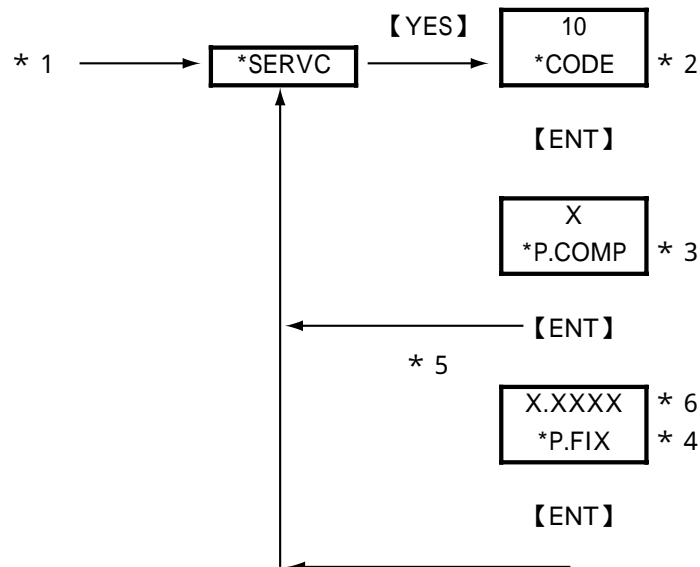 【YES】
10
* 1
*SERVC
*CODE
* 2
【ENT】
X
*P.COMP
* 3
【ENT】
* 5
X.XXXX
* 6
*P.FIX
* 4
【ENT】